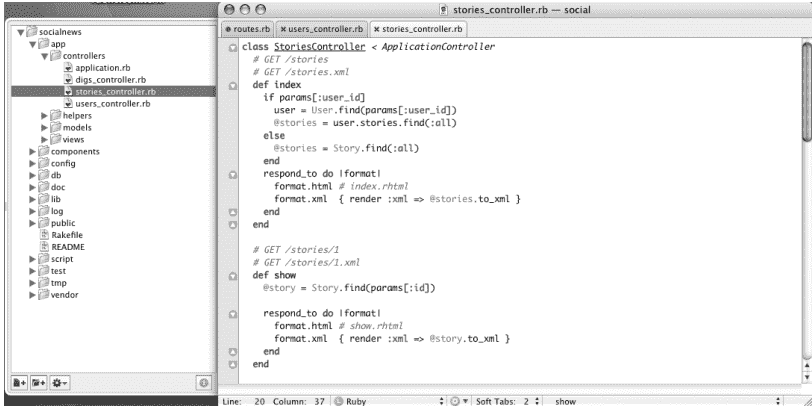 stories_controller.rb — social
socialnews
app
controllers
application.rb
digs_controller.rb
stories_controller.rb
users_controller.rb
helpers
models
views
components
config
db
doc
lib
log
public
Rakefile
README
script
test
tmp
vendor
routes.rb users_controller.rb stories_controller.rb
class StoriesController < ApplicationController
# GET /stories
# GET /stories.xml
def index
if params[:user_id]
user = User.find(params[:user_id])
@stories = user.stories.find(:all)
else
@stories = Story.find(:all)
end
respond_to do |format|
format.html # index.rhtml
format.xml { render :xml => @stories.to_xml }
end
end
# GET /stories/1
# GET /stories/1.xml
def show
@story = Story.find(params[:id])
respond_to do |format|
format.html # show.rhtml
format.xml { render :xml => @story.to_xml }
end
end
Line: 20 Column: 37 Ruby Soft Tabs: 2 show